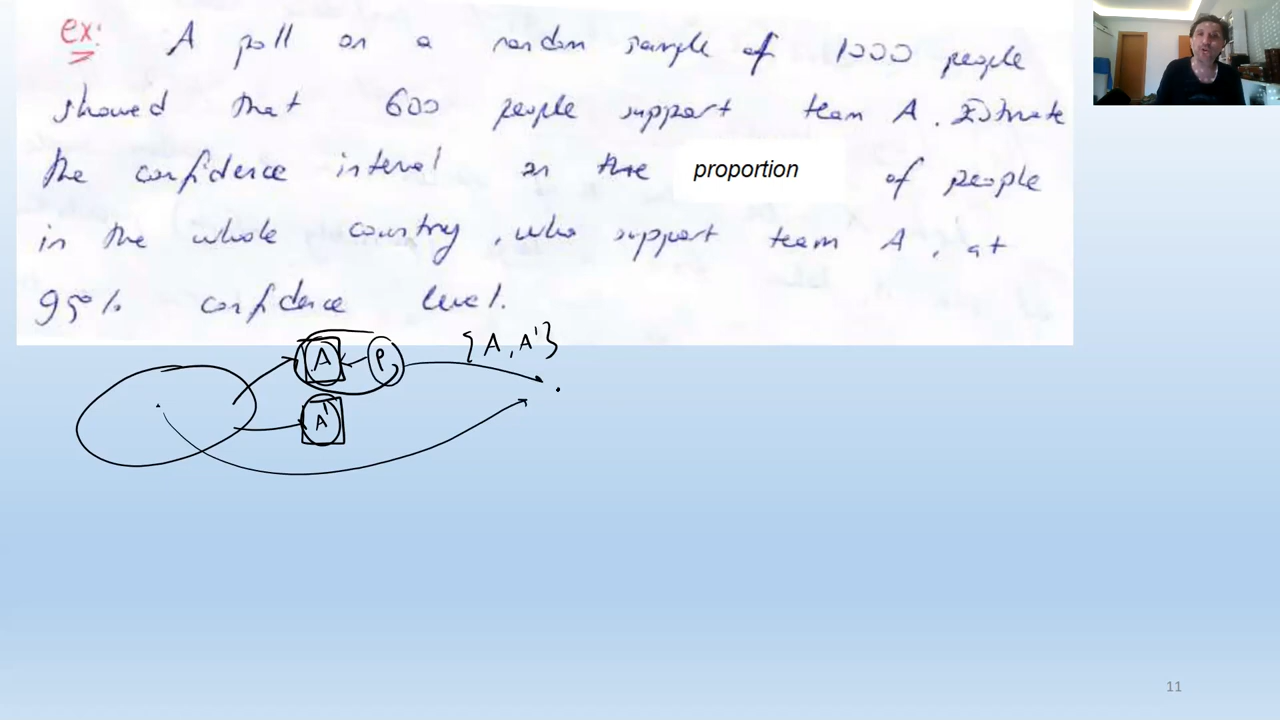 ex: A poll on a random sample of 1000 people
showed that 600 people support team A. Estimate
the confidence interval on the proportion of people
in the whole country, who support team A, at
95% confidence level.
{A, A'}
A P
A'
11